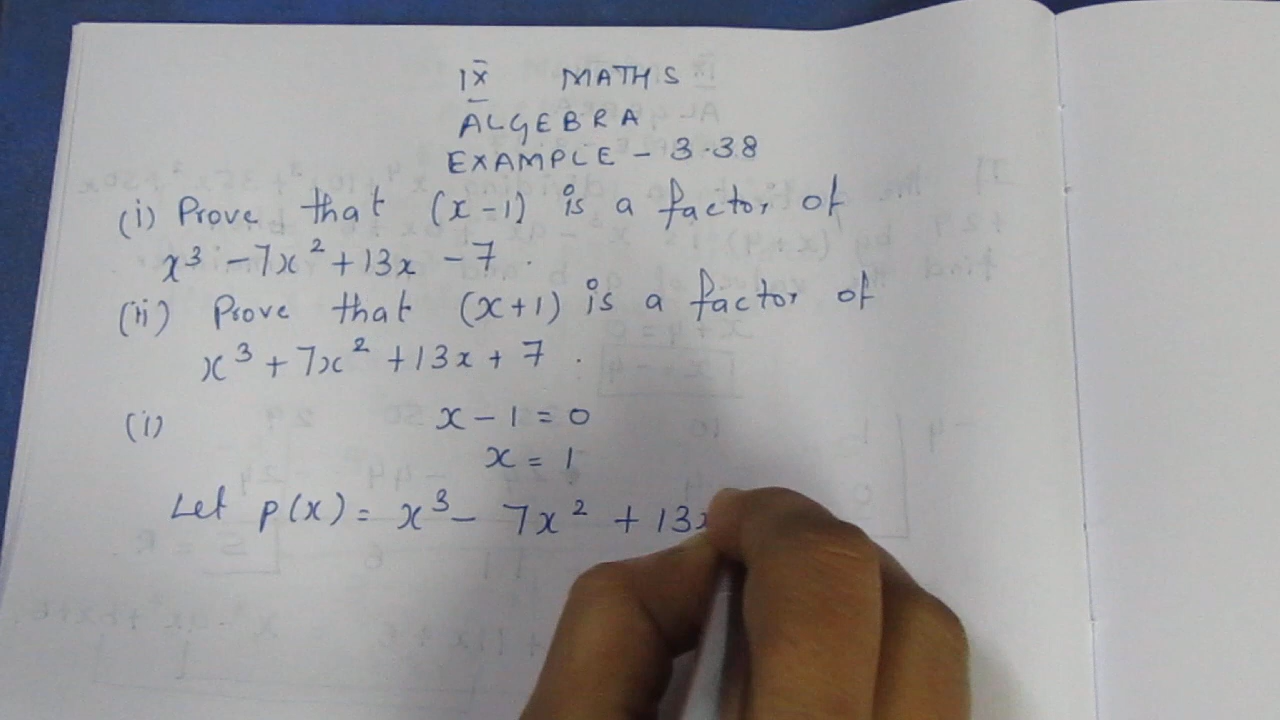 IX MATHS
ALGEBRA
EXAMPLE - 3.38
(i) Prove that (x-1) is a factor of
x³ - 7x² + 13x - 7.
(ii) Prove that (x+1) is a factor of
x³ + 7x² + 13x + 7.
(i) x - 1 = 0
x = 1
Let p(x) = x³ - 7x² + 13x